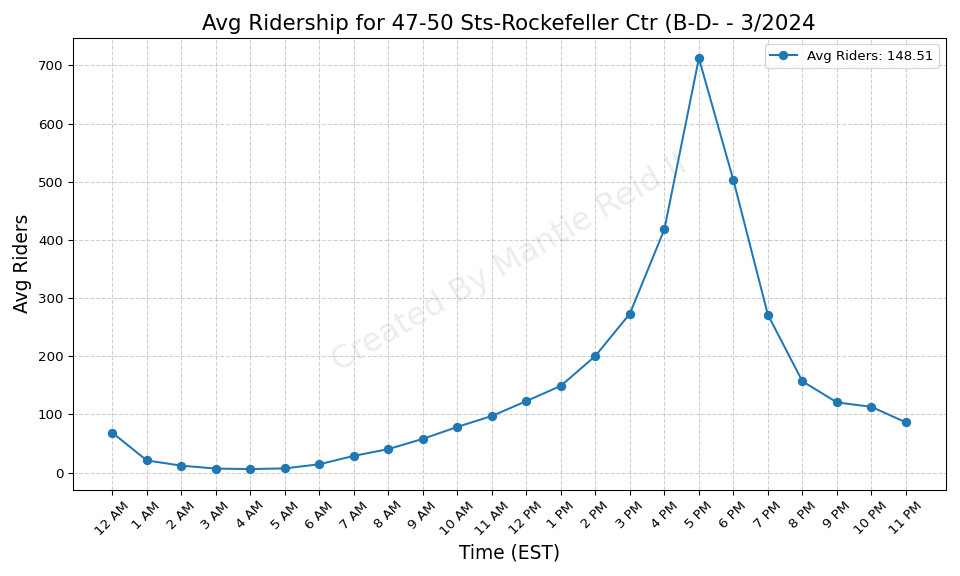 Avg Ridership for 47-50 Sts-Rockefeller Ctr (B-D- - 3/2024
Avg Riders: 148.51
700
600
500
400
300
200
100
0
Avg Riders
Created By Mantle Reid II
12 AM
1 AM
2 AM
3 AM
4 AM
5 AM
6 AM
7 AM
8 AM
9 AM
10 AM
11 AM
12 PM
1 PM
2 PM
3 PM
4 PM
5 PM
6 PM
7 PM
8 PM
9 PM
10 PM
11 PM
Time (EST)